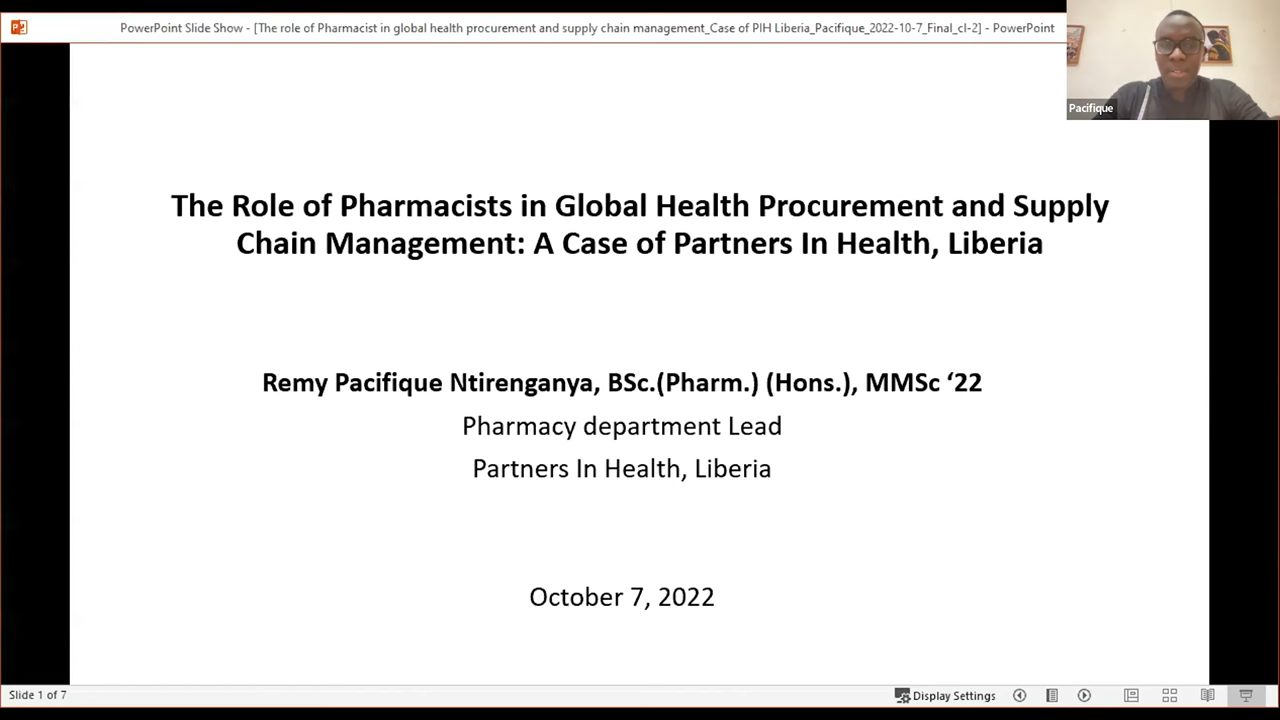 PowerPoint Slide Show - [The role of Pharmacist in global health procurement and supply chain management_Case of PIH Liberia_Pacifique_2022-10-7_Final_cl-2] - PowerPoint
Pacifique
The Role of Pharmacists in Global Health Procurement and Supply
Chain Management: A Case of Partners In Health, Liberia
Remy Pacifique Ntirenganya, BSc.(Pharm.) (Hons.), MMSc ‘22
Pharmacy department Lead
Partners In Health, Liberia
October 7, 2022
Slide 1 of 7
Display Settings